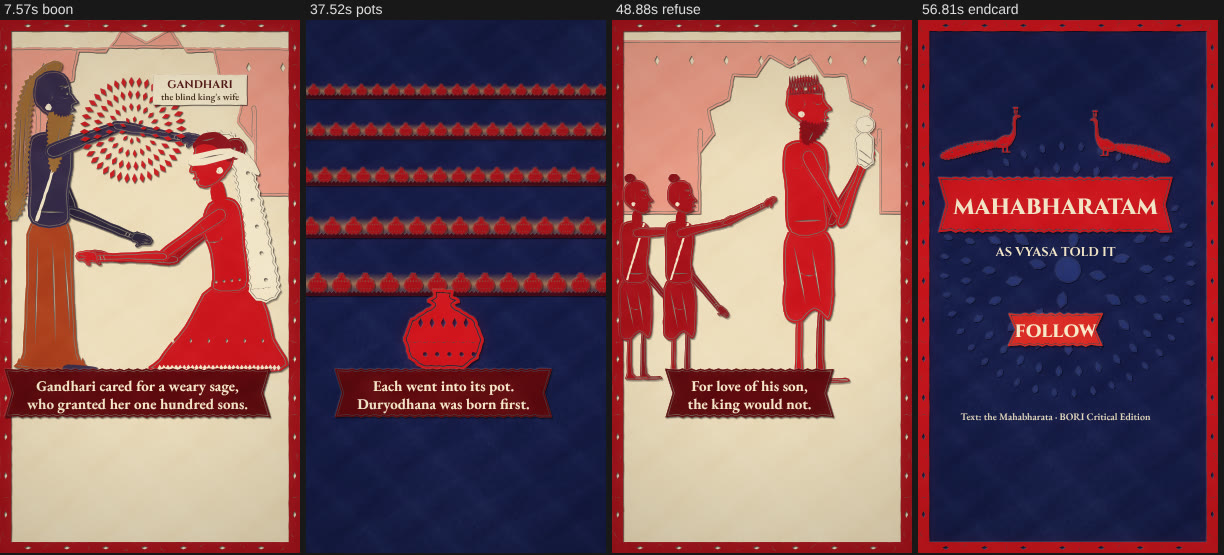 7.57s boon
GANDHARI
the blind king's wife
Gandhari cared for a weary sage,
who granted her one hundred sons.
37.52s pots
Each went into its pot.
Duryodhana was born first.
48.88s refuse
For love of his son,
the king would not.
56.81s endcard
MAHABHARATAM
AS VYASA TOLD IT
FOLLOW
Text: the Mahabharata · BORI Critical Edition